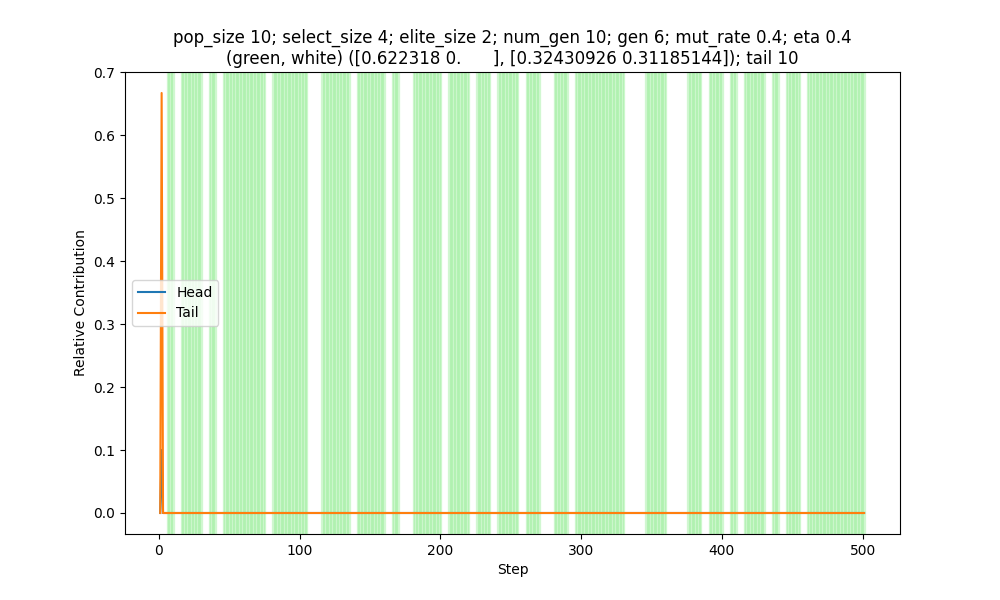 pop_size 10; select_size 4; elite_size 2; num_gen 10; gen 6; mut_rate 0.4; eta 0.4
(green, white) ([0.622318 0.      ], [0.32430926 0.31185144]); tail 10
0.7
0.6
0.5
0.4
0.3
0.2
0.1
0.0
Relative Contribution
Head
Tail
0
100
200
300
400
500
Step